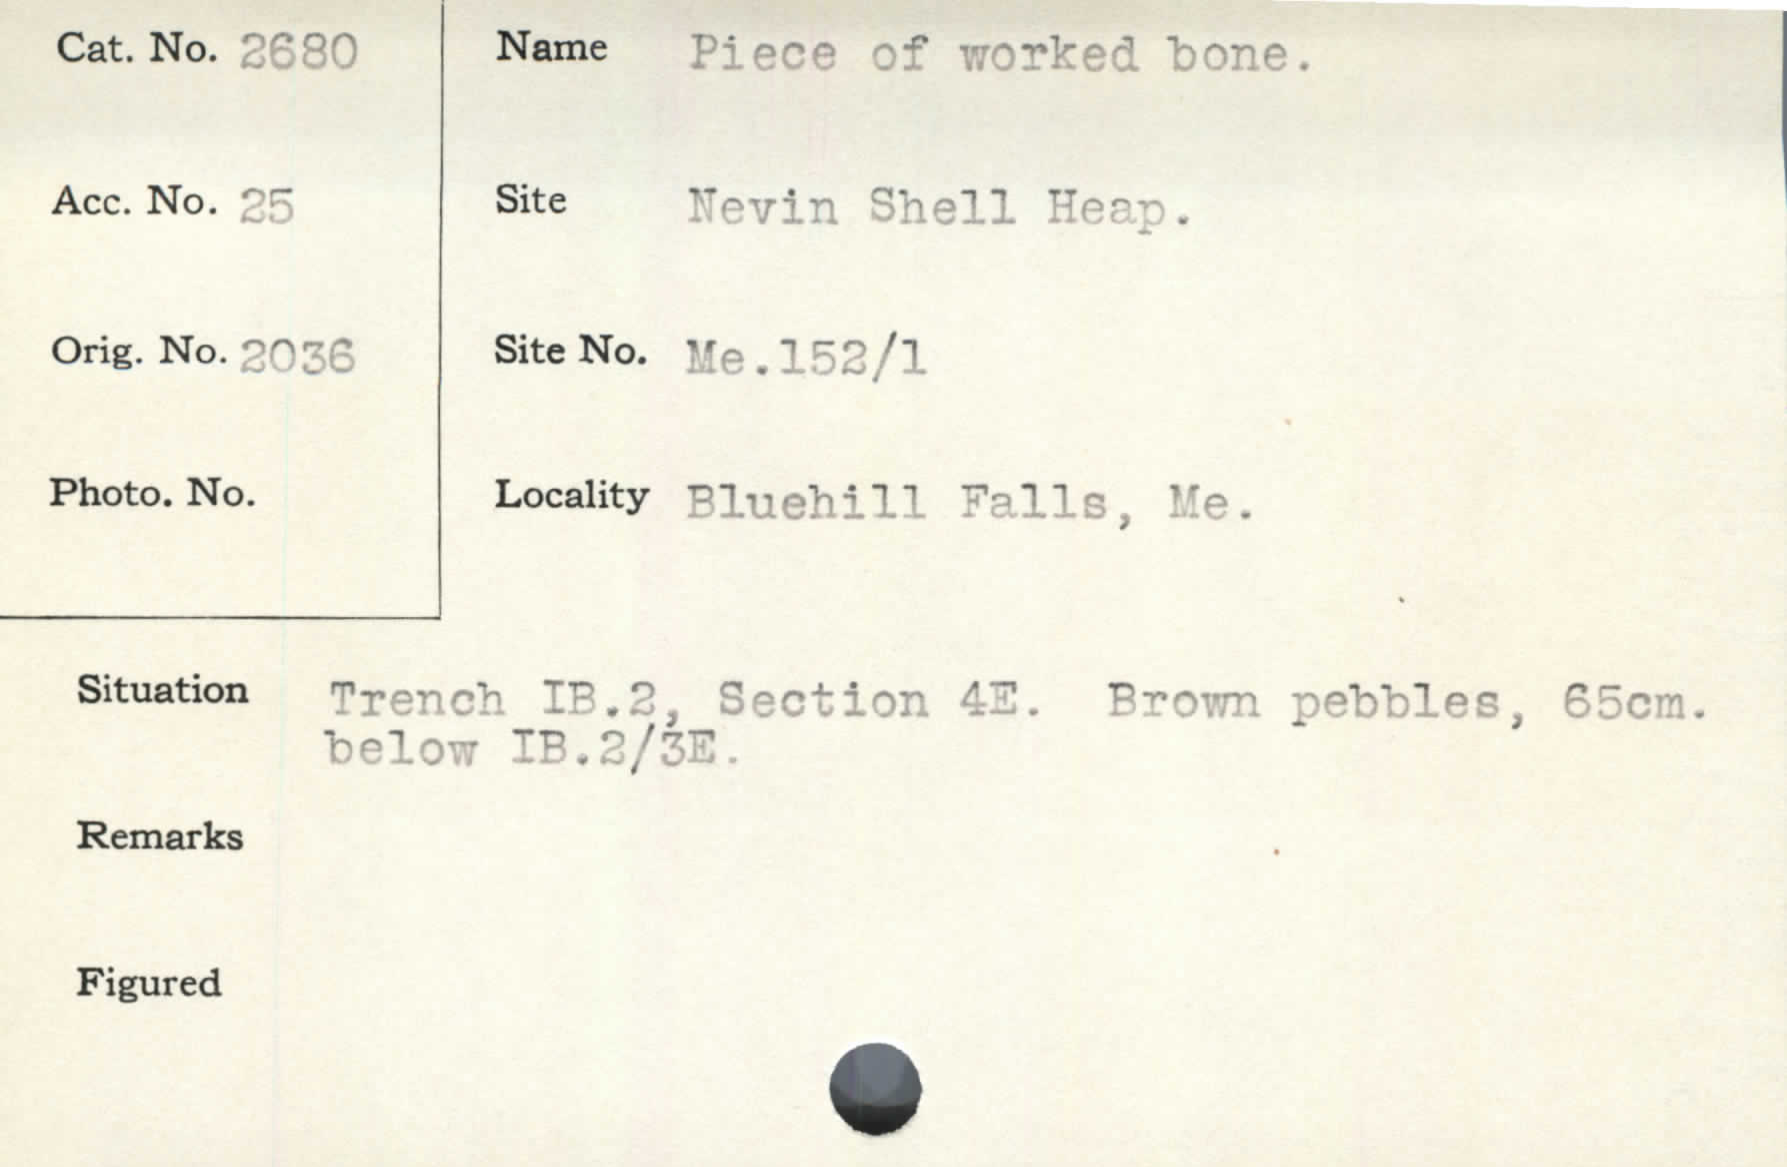 Cat. No. 2680
Name Piece of worked bone.
Acc. No. 25
Site Nevin Shell Heap.
Orig. No. 2036
Site No. Me.152/1
Photo. No.
Locality Bluehill Falls, Me.
Situation Trench IB.2, Section 4E. Brown pebbles, 65cm.
below IB.2/3E.
Remarks
Figured